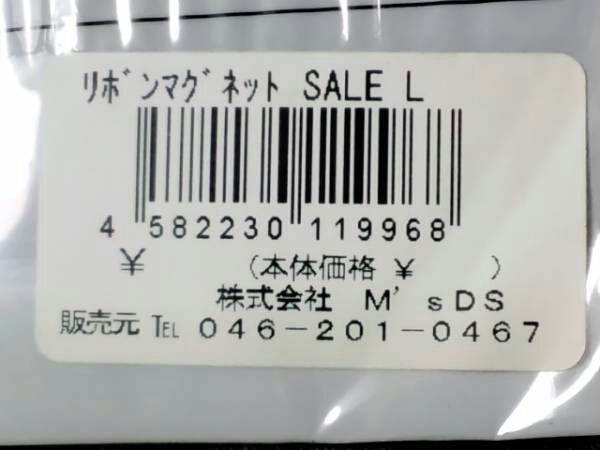 ﾘﾎﾞﾝﾏｸﾞﾈｯﾄ SALE L
4 582230 119968
￥ （本体価格 ￥ ）
株式会社 Ｍ’ｓＤＳ
販売元 TEL ０４６－２０１－０４６７